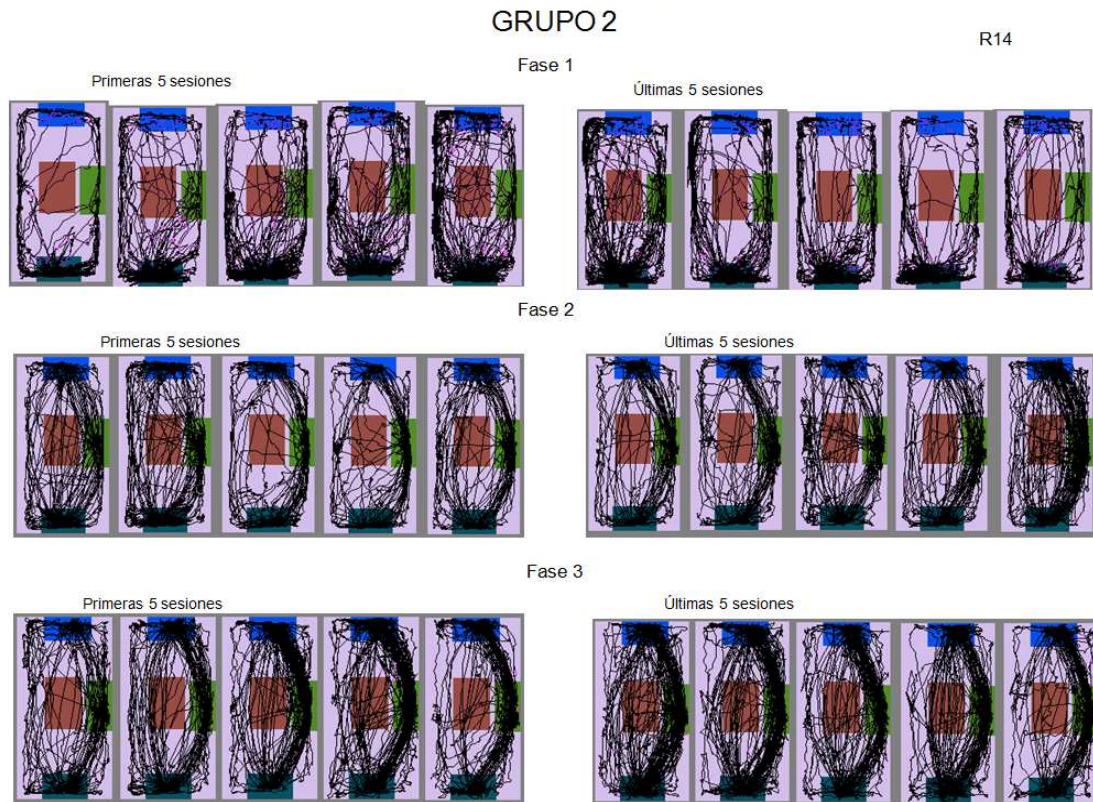 GRUPO 2
R14
Fase 1
Primeras 5 sesiones
Últimas 5 sesiones
Fase 2
Primeras 5 sesiones
Últimas 5 sesiones
Fase 3
Primeras 5 sesiones
Últimas 5 sesiones